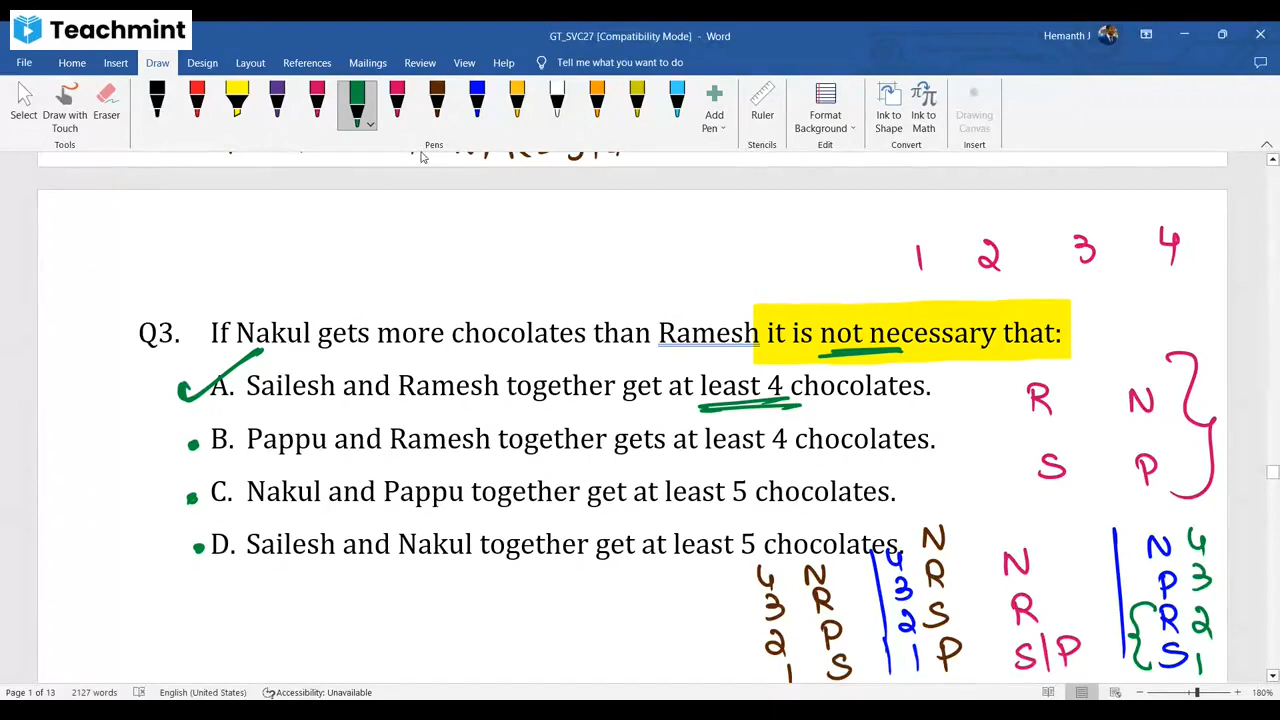 Teachmint
GT_SVC27 [Compatibility Mode] - Word
Hemanth J
File Home Insert Draw Design Layout References Mailings Review View Help Tell me what you want to do
Select Draw with Touch Eraser Add Pen Ruler Format Background Ink to Shape Ink to Math Drawing Canvas
Tools Pens Stencils Edit Convert Insert
1 2 3 4
Q3. If Nakul gets more chocolates than Ramesh it is not necessary that:
A. Sailesh and Ramesh together get at least 4 chocolates.
R N
B. Pappu and Ramesh together gets at least 4 chocolates.
S P
C. Nakul and Pappu together get at least 5 chocolates.
D. Sailesh and Nakul together get at least 5 chocolates.
4 N 4 N N N 4
3 R 3 R R P 3
2 P 2 S S|P R 2
1 S 1 P S 1
Page 1 of 13 2127 words English (United States) Accessibility: Unavailable 180%